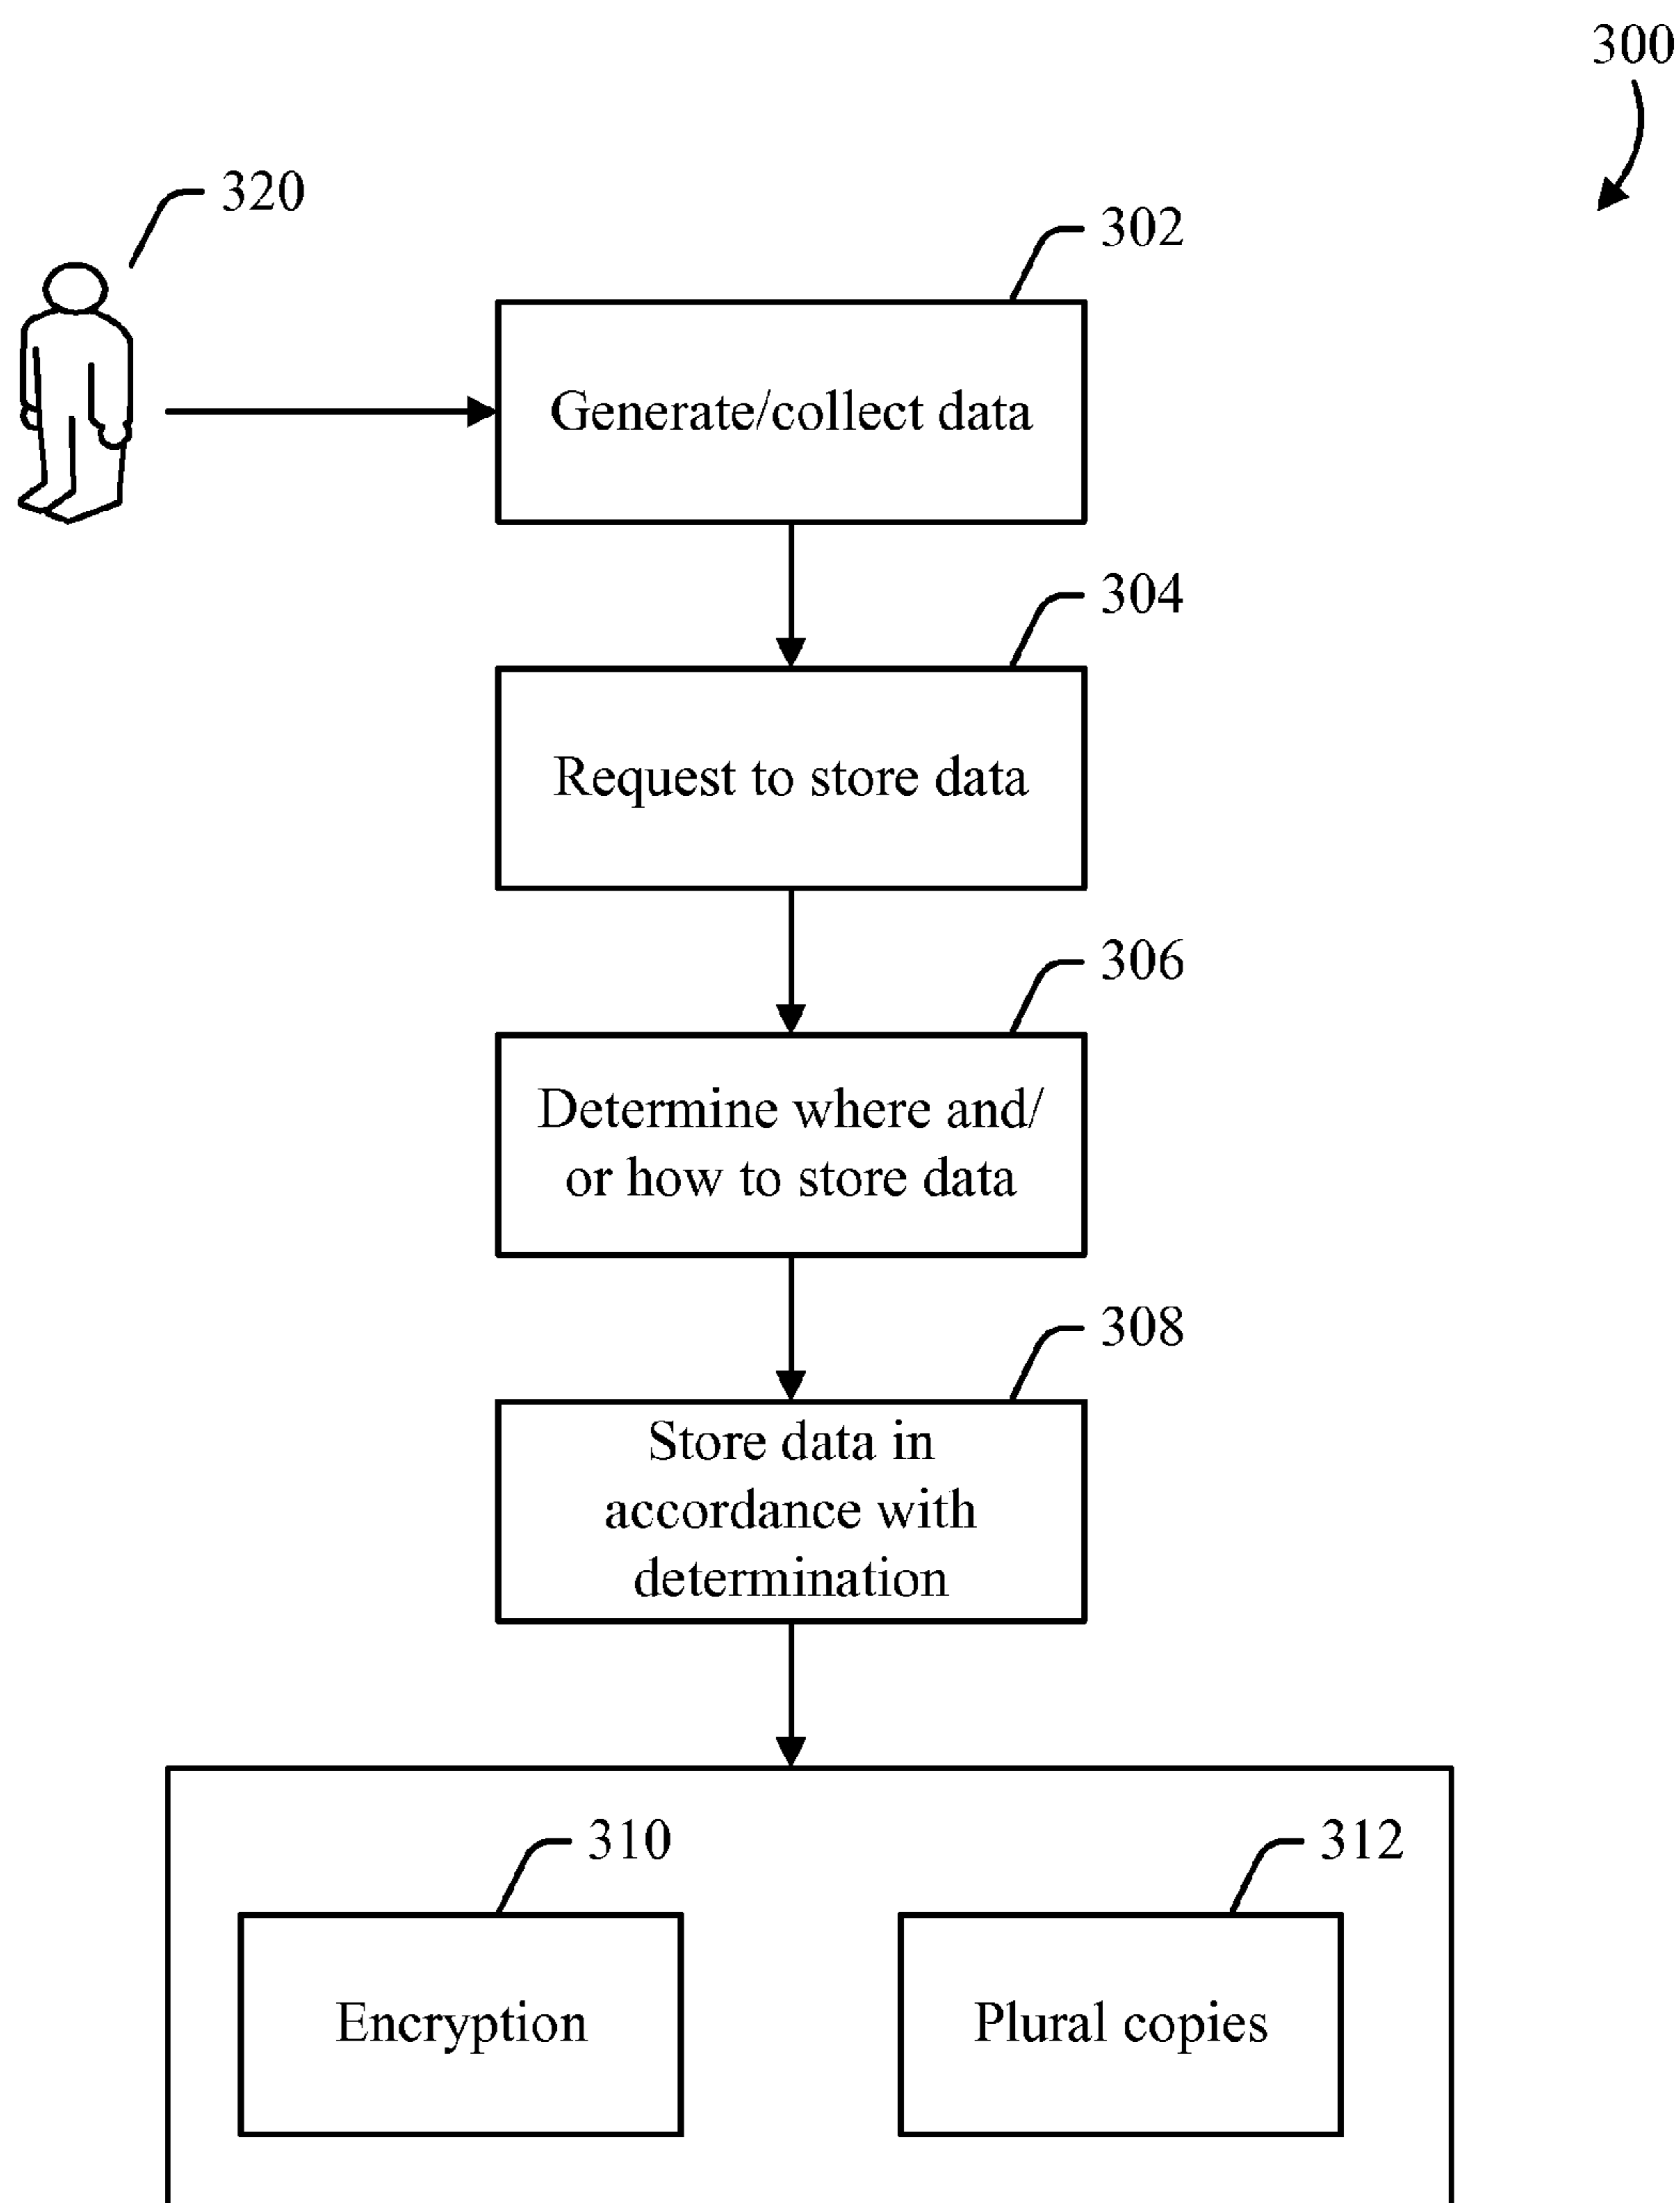 300
320
302
Generate/collect data
304
Request to store data
306
Determine where and/
or how to store data
308
Store data in
accordance with
determination
310
312
Encryption
Plural copies